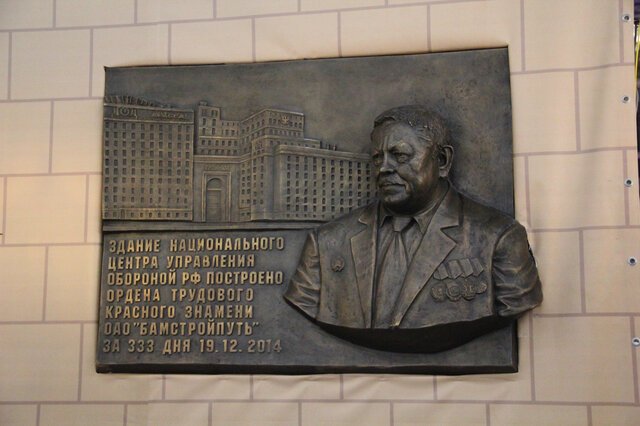 ГОД
ЗДАНИЕ НАЦИОНАЛЬНОГО
ЦЕНТРА УПРАВЛЕНИЯ
ОБОРОНОЙ РФ ПОСТРОЕНО
ОРДЕНА ТРУДОВОГО
КРАСНОГО ЗНАМЕНИ
ОАО "БАМСТРОЙПУТЬ"
ЗА 333 ДНЯ 19.12.2014